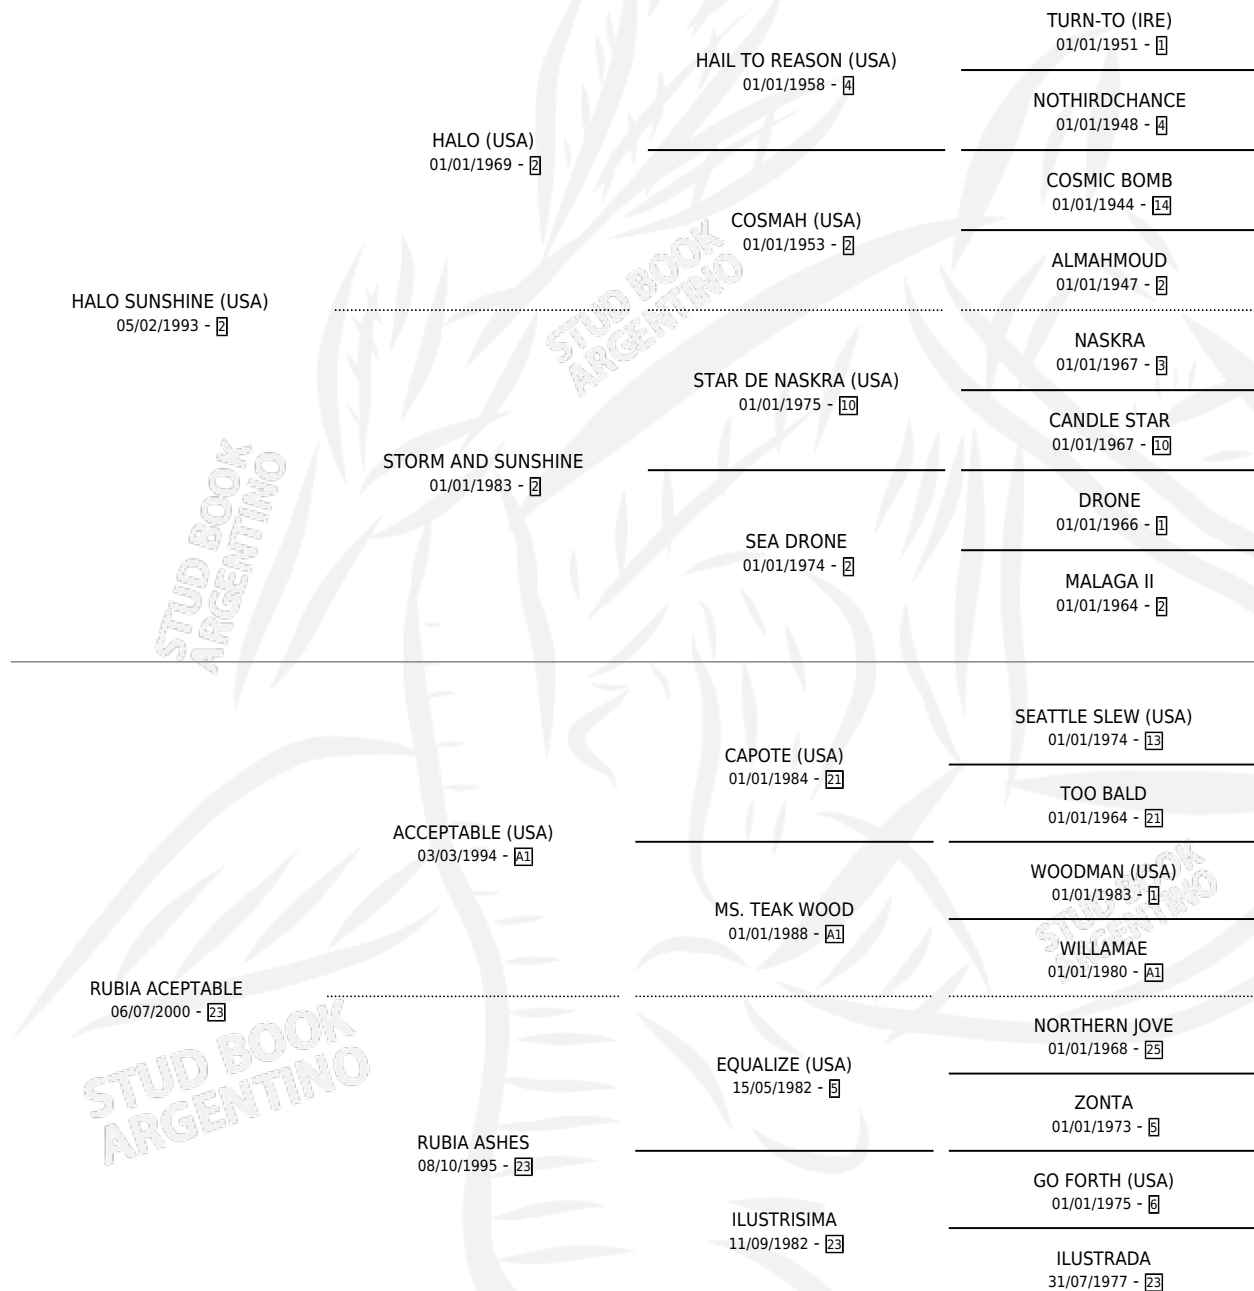 TURN-TO (IRE)
01/01/1951 - 1
HAIL TO REASON (USA)
01/01/1958 - 4
NOTHIRDCHANCE
01/01/1948 - 4
HALO (USA)
01/01/1969 - 2
COSMIC BOMB
01/01/1944 - 14
COSMAH (USA)
01/01/1953 - 2
ALMAHMOUD
01/01/1947 - 2
HALO SUNSHINE (USA)
05/02/1993 - 2
NASKRA
01/01/1967 - 3
STAR DE NASKRA (USA)
01/01/1975 - 10
CANDLE STAR
01/01/1967 - 10
STORM AND SUNSHINE
01/01/1983 - 2
DRONE
01/01/1966 - 1
SEA DRONE
01/01/1974 - 2
MALAGA II
01/01/1964 - 2
SEATTLE SLEW (USA)
01/01/1974 - 13
CAPOTE (USA)
01/01/1984 - 21
TOO BALD
01/01/1964 - 21
ACCEPTABLE (USA)
03/03/1994 - A1
WOODMAN (USA)
01/01/1983 - 1
MS. TEAK WOOD
01/01/1988 - A1
WILLAMAE
01/01/1980 - A1
RUBIA ACEPTABLE
06/07/2000 - 23
NORTHERN JOVE
01/01/1968 - 25
EQUALIZE (USA)
15/05/1982 - 5
ZONTA
01/01/1973 - 5
RUBIA ASHES
08/10/1995 - 23
GO FORTH (USA)
01/01/1975 - 6
ILUSTRISIMA
11/09/1982 - 23
ILUSTRADA
31/07/1977 - 23
STUD BOOK
ARGENTINO
STUD BOOK
ARGENTINO
STUD BOOK
ARGENTINO
STUD BOOK
ARGENTINO